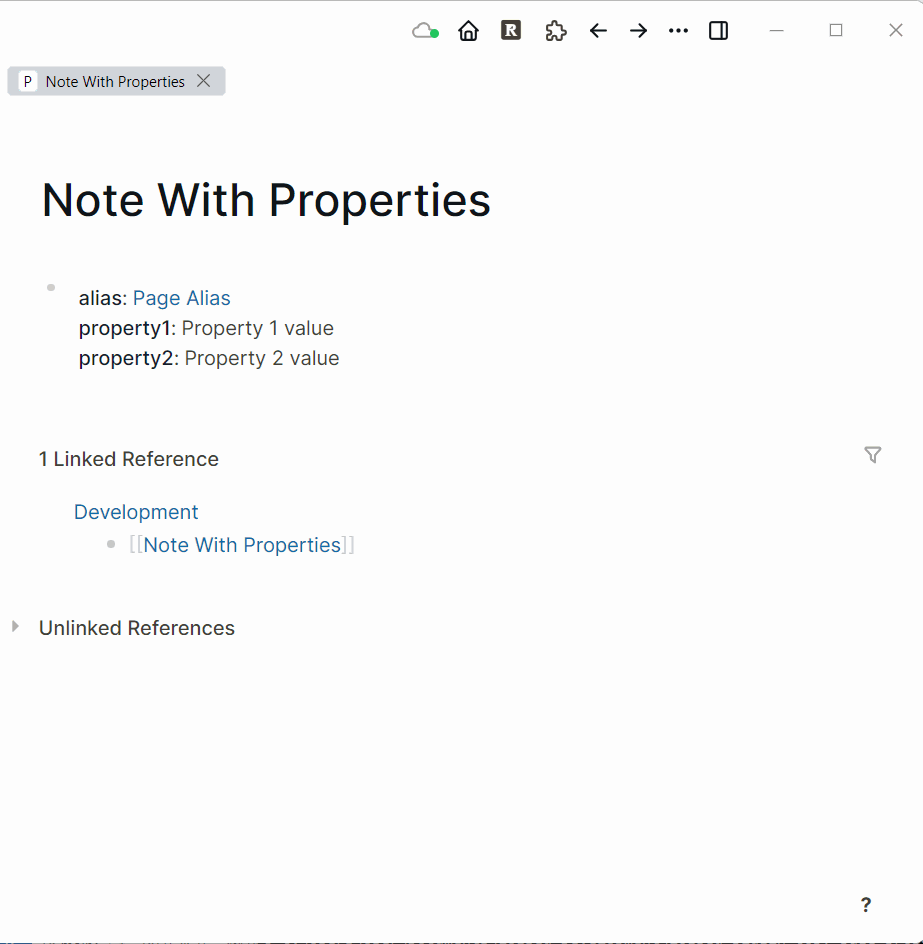 R
P Note With Properties
Note With Properties
alias: Page Alias
property1: Property 1 value
property2: Property 2 value
1 Linked Reference
Development
[[Note With Properties]]
Unlinked References
?